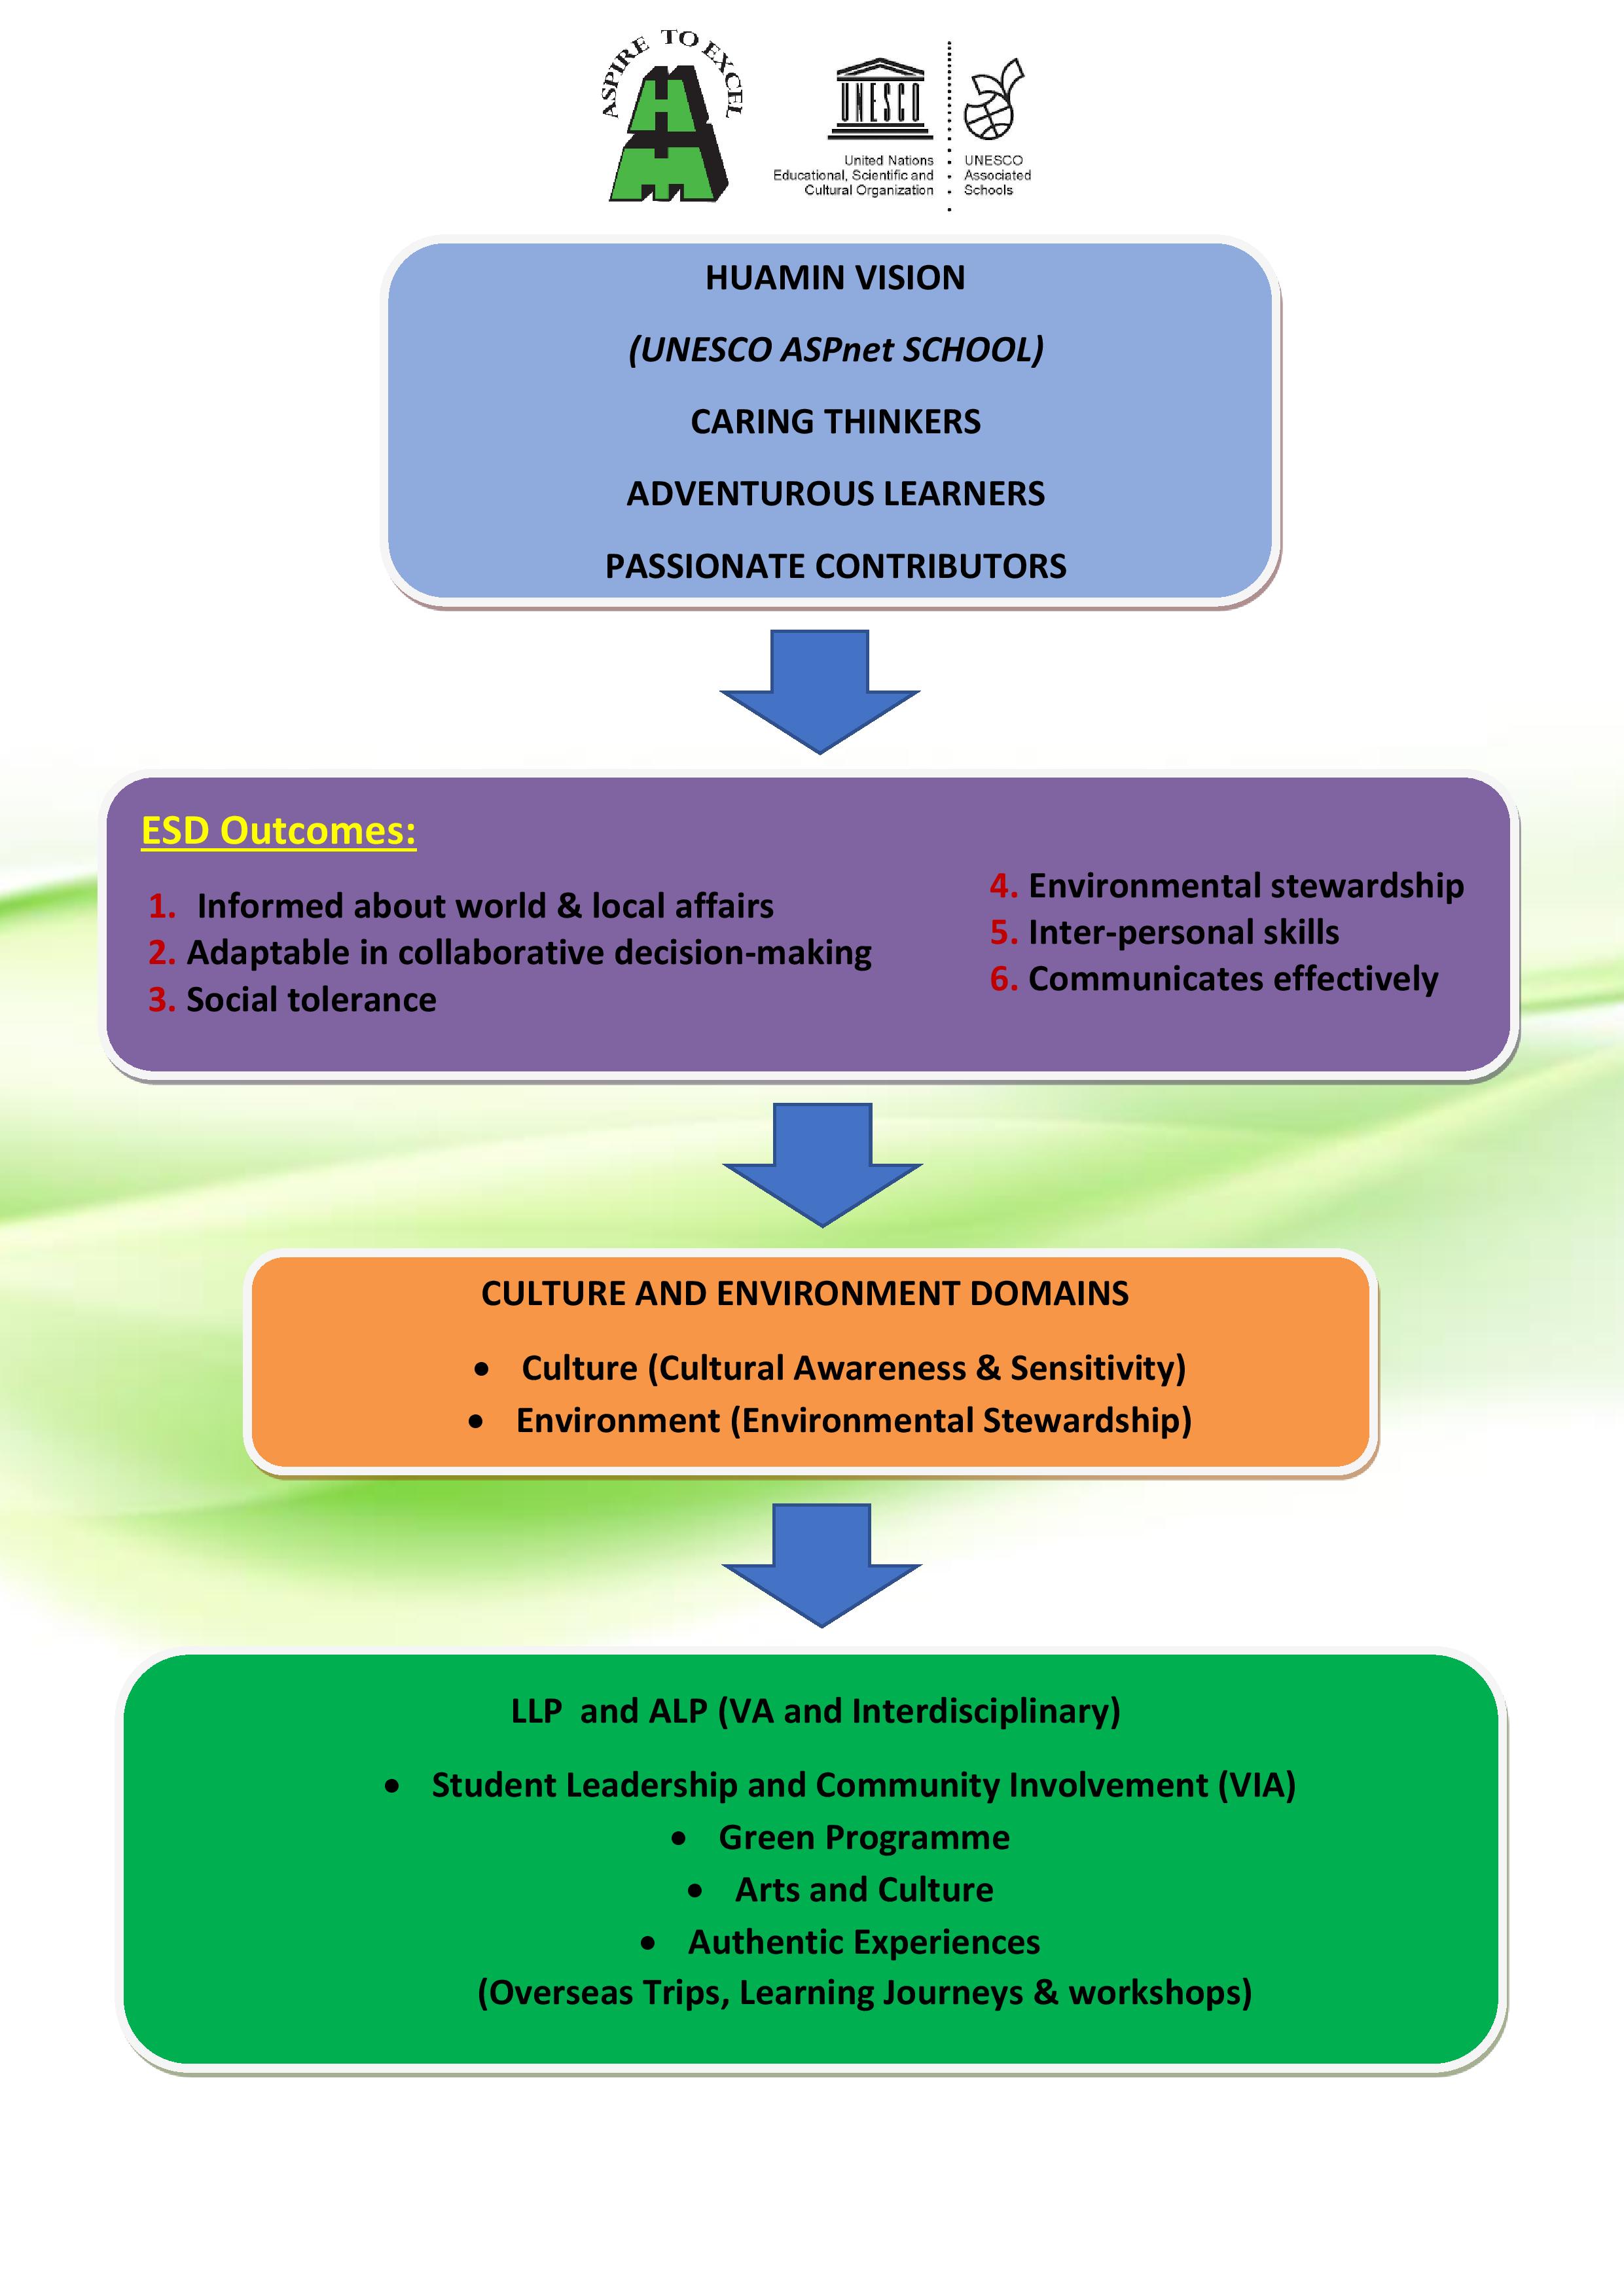 ASPIRE TO EXCEL
UNESCO
United Nations
Educational, Scientific and
Cultural Organization
UNESCO
Associated
Schools
HUAMIN VISION
(UNESCO ASPnet SCHOOL)
CARING THINKERS
ADVENTUROUS LEARNERS
PASSIONATE CONTRIBUTORS
ESD Outcomes:
1. Informed about world & local affairs
2. Adaptable in collaborative decision-making
3. Social tolerance
4. Environmental stewardship
5. Inter-personal skills
6. Communicates effectively
CULTURE AND ENVIRONMENT DOMAINS
• Culture (Cultural Awareness & Sensitivity)
• Environment (Environmental Stewardship)
LLP and ALP (VA and Interdisciplinary)
• Student Leadership and Community Involvement (VIA)
• Green Programme
• Arts and Culture
• Authentic Experiences
(Overseas Trips, Learning Journeys & workshops)